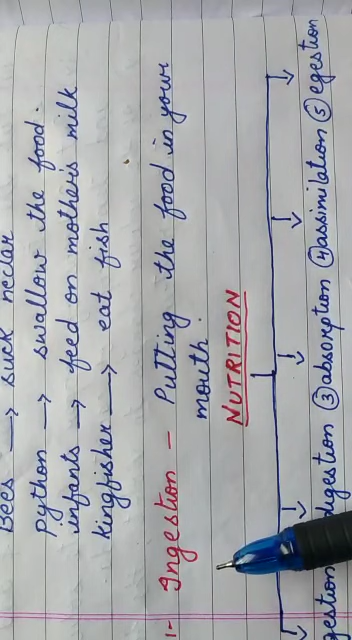 Bees → suck nectar
Python → swallow the food.
infants → feed on mother's milk
kingfisher → eat fish
1- Ingestion - Putting the food in your
mouth.
NUTRITION
gestion digestion ③absorption ④assimilation ⑤egestion